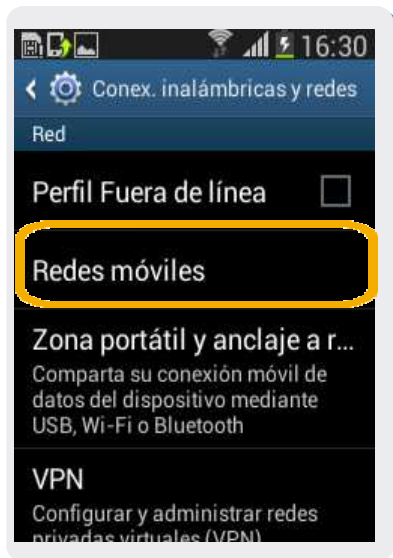 16:30
Conex. inalámbricas y redes
Red
Perfil Fuera de línea
Redes móviles
Zona portátil y anclaje a r...
Comparta su conexión móvil de
datos del dispositivo mediante
USB, Wi-Fi o Bluetooth
VPN
Configurar y administrar redes
privadas virtuales (VPN)